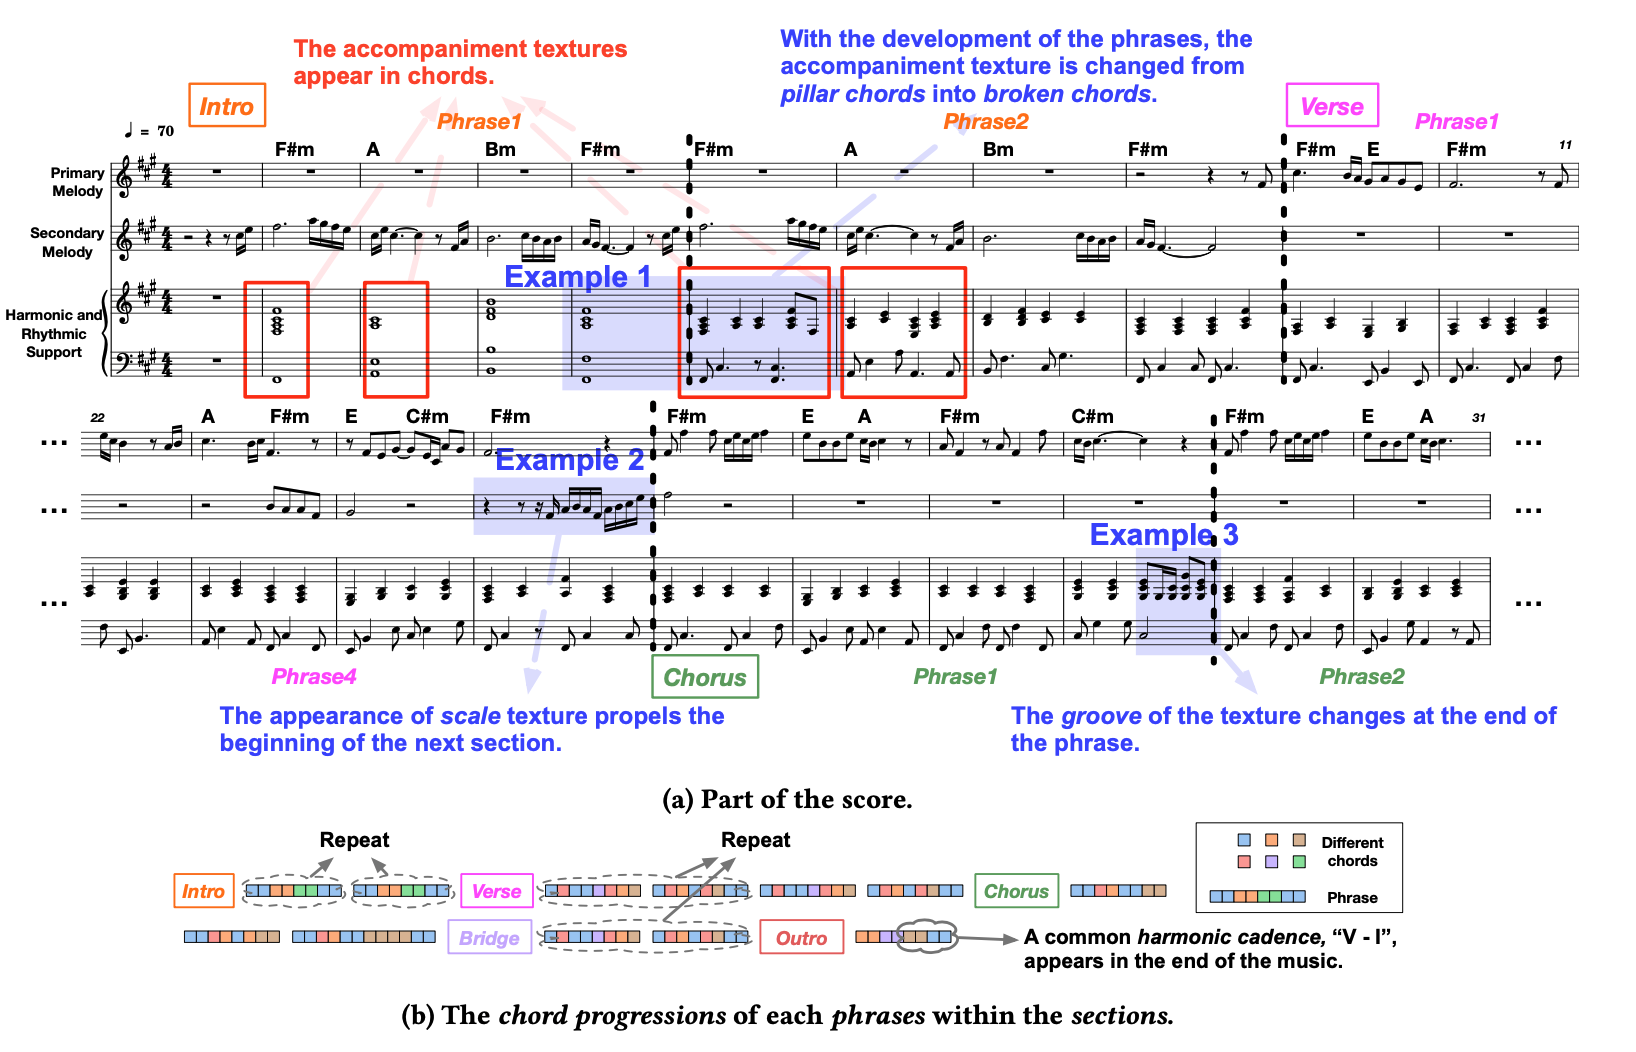 The accompaniment textures
appear in chords.
With the development of the phrases, the
accompaniment texture is changed from
pillar chords into broken chords.
Intro
Phrase1
Phrase2
Verse
Phrase1
♩ = 70
F#m A Bm F#m F#m A Bm F#m F#m E F#m 11
Primary
Melody
Secondary
Melody
Example 1
Harmonic and
Rhythmic
Support
22 A F#m E C#m F#m F#m E A F#m C#m F#m E A 31
... ...
Example 2
... ...
Example 3
... ...
Phrase4
Chorus
Phrase1
Phrase2
The appearance of scale texture propels the
beginning of the next section.
The groove of the texture changes at the end of
the phrase.
(a) Part of the score.
Repeat
Repeat
Different
chords
Phrase
Intro
Verse
Chorus
Bridge
Outro
A common harmonic cadence, “V - I”,
appears in the end of the music.
(b) The chord progressions of each phrases within the sections.